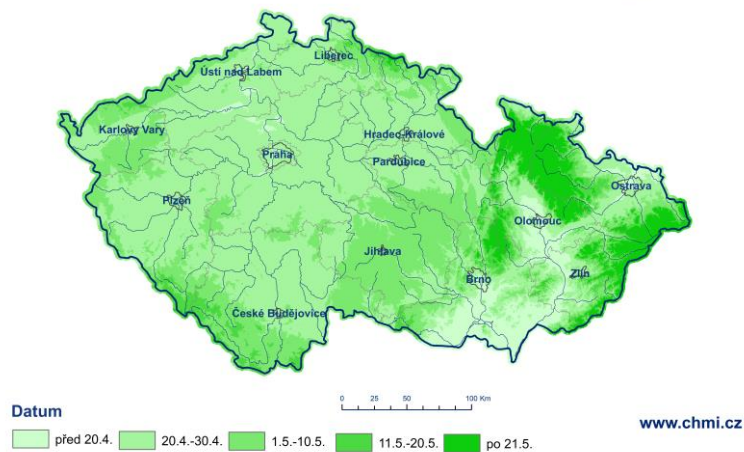 Liberec
Ústí nad Labem
Karlovy Vary
Hradec Králové
Praha
Pardubice
Ostrava
Plzeň
Olomouc
Jihlava
Brno
Zlín
České Budějovice
0 25 50 100 Km
Datum
www.chmi.cz
před 20.4. 20.4.-30.4. 1.5.-10.5. 11.5.-20.5. po 21.5.